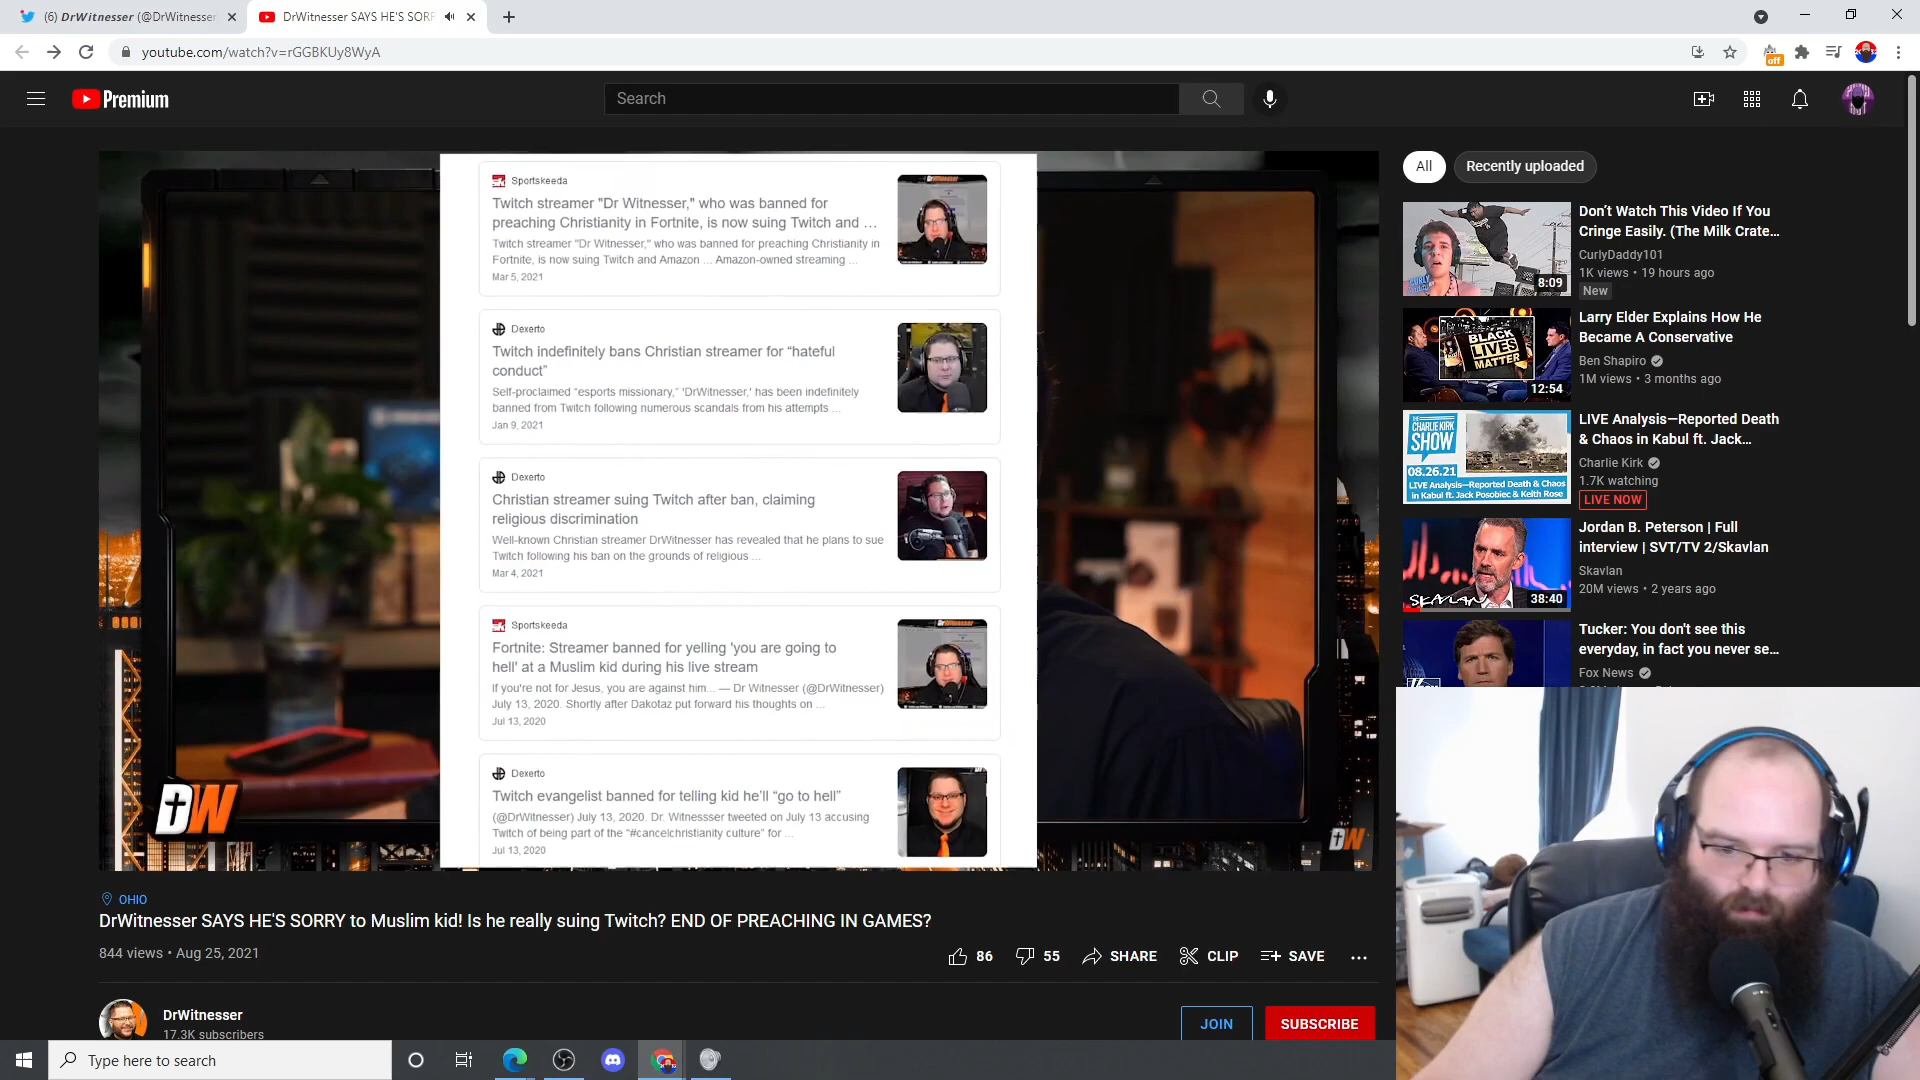 (6) DrWitnesser (@DrWitnesser
DrWitnesser SAYS HE'S SORR
youtube.com/watch?v=rGGBKUy8WyA
off
Premium
Search
Sportskeeda
Twitch streamer "Dr Witnesser," who was banned for
preaching Christianity in Fortnite, is now suing Twitch and ...
Twitch streamer "Dr Witnesser," who was banned for preaching Christianity in
Fortnite, is now suing Twitch and Amazon ... Amazon-owned streaming ...
Mar 5, 2021
Dexerto
Twitch indefinitely bans Christian streamer for “hateful
conduct”
Self-proclaimed “esports missionary,” 'DrWitnesser,' has been indefinitely
banned from Twitch following numerous scandals from his attempts ...
Jan 9, 2021
Dexerto
Christian streamer suing Twitch after ban, claiming
religious discrimination
Well-known Christian streamer DrWitnesser has revealed that he plans to sue
Twitch following his ban on the grounds of religious ...
Mar 4, 2021
Sportskeeda
Fortnite: Streamer banned for yelling 'you are going to
hell' at a Muslim kid during his live stream
If you're not for Jesus, you are against him... — Dr Witnesser (@DrWitnesser)
July 13, 2020. Shortly after Dakotaz put forward his thoughts on ...
Jul 13, 2020
Dexerto
Twitch evangelist banned for telling kid he’ll “go to hell”
(@DrWitnesser) July 13, 2020. Dr. Witnessser tweeted on July 13 accusing
Twitch of being part of the “#cancelchristianity culture” for ...
Jul 13, 2020
DW
DW
OHIO
DrWitnesser SAYS HE'S SORRY to Muslim kid! Is he really suing Twitch? END OF PREACHING IN GAMES?
844 views • Aug 25, 2021
86
55
SHARE
CLIP
SAVE
DrWitnesser
17.3K subscribers
JOIN
SUBSCRIBE
All
Recently uploaded
8:09
Don’t Watch This Video If You
Cringe Easily. (The Milk Crate...
CurlyDaddy101
1K views • 19 hours ago
New
BLACK
LIVES
MATTER
12:54
Larry Elder Explains How He
Became A Conservative
Ben Shapiro
1M views • 3 months ago
THE
CHARLIE KIRK
SHOW
08.26.21
LIVE Analysis—Reported Death & Chaos
in Kabul ft. Jack Posobiec & Keith Rose
LIVE Analysis—Reported Death
& Chaos in Kabul ft. Jack...
Charlie Kirk
1.7K watching
LIVE NOW
SKAVLAN
38:40
Jordan B. Peterson | Full
interview | SVT/TV 2/Skavlan
Skavlan
20M views • 2 years ago
Tucker: You don't see this
everyday, in fact you never se...
Fox News
Type here to search